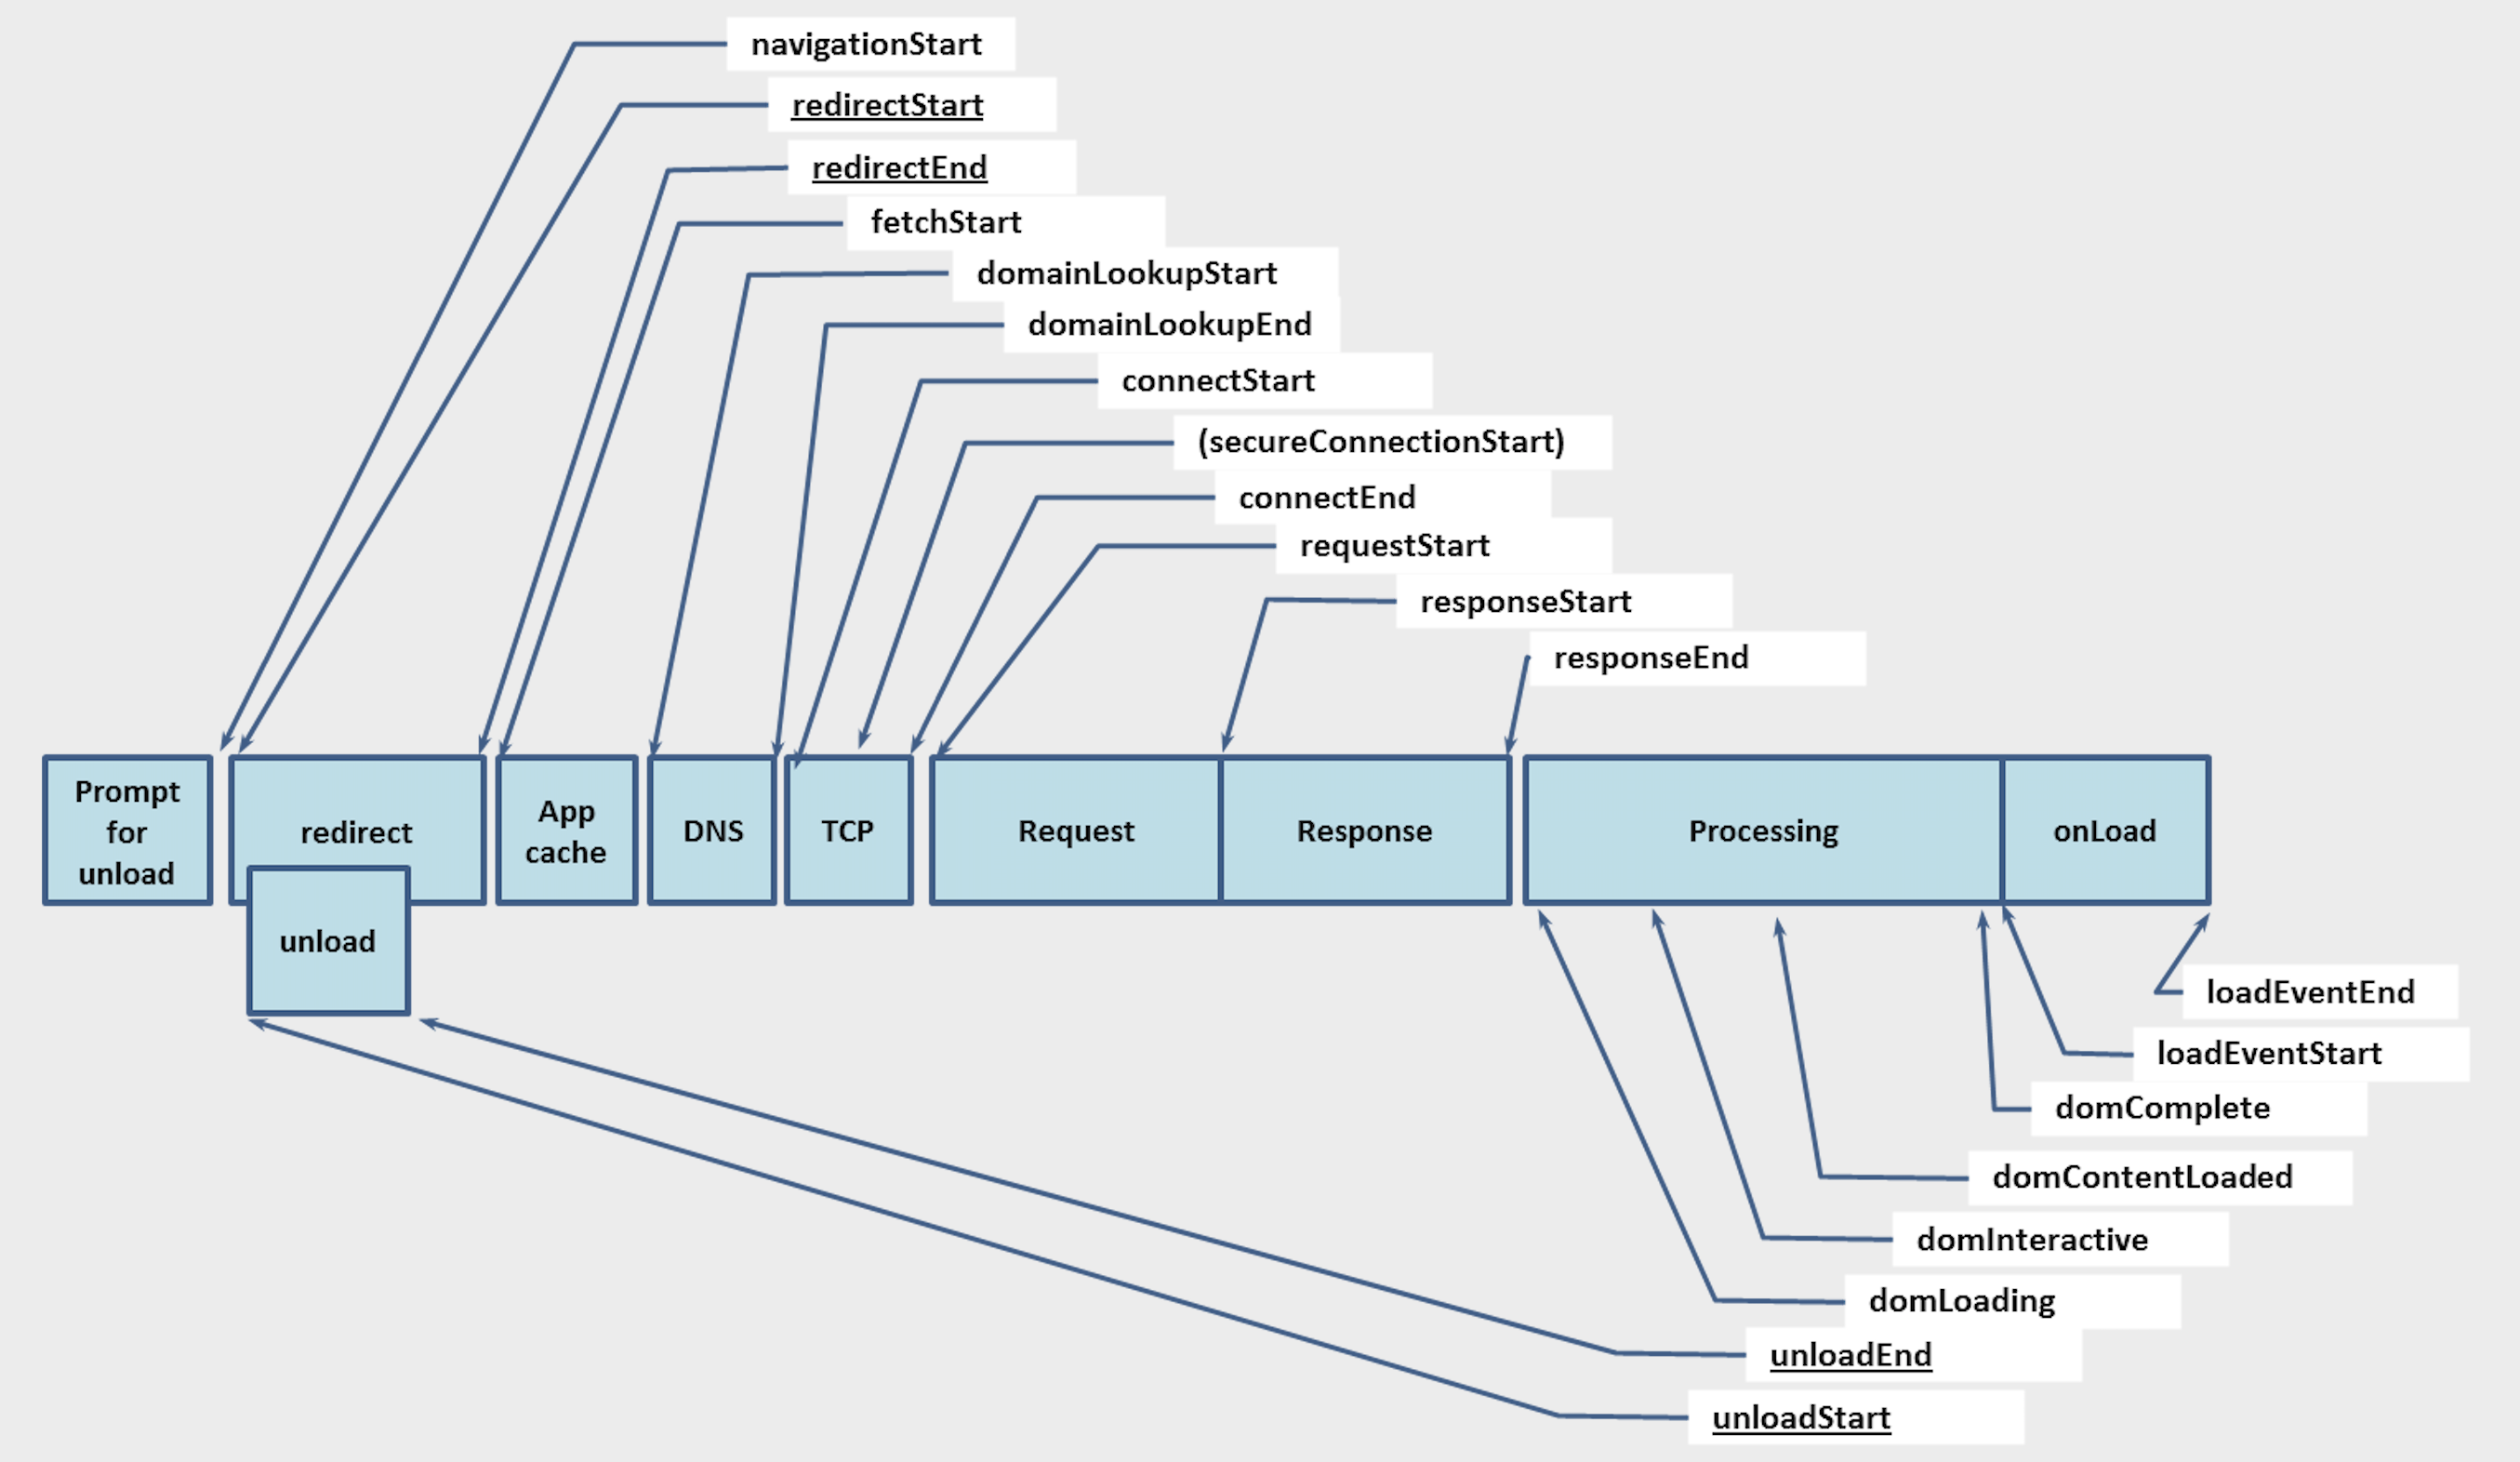 navigationStart
redirectStart
redirectEnd
fetchStart
domainLookupStart
domainLookupEnd
connectStart
(secureConnectionStart)
connectEnd
requestStart
responseStart
responseEnd
Prompt
for
unload
redirect
unload
App
cache
DNS
TCP
Request
Response
Processing
onLoad
loadEventEnd
loadEventStart
domComplete
domContentLoaded
domInteractive
domLoading
unloadEnd
unloadStart